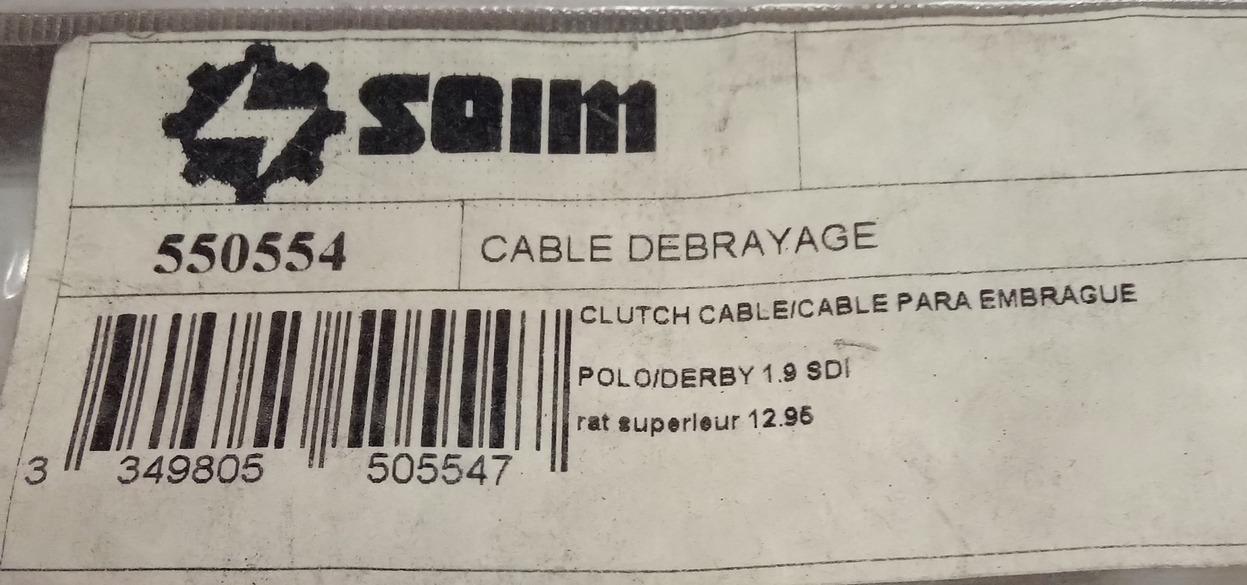 SAIM
550554
CABLE DEBRAYAGE
CLUTCH CABLE/CABLE PARA EMBRAGUE
POLO/DERBY 1.9 SDI
rat superieur 12.95
3 349805 505547